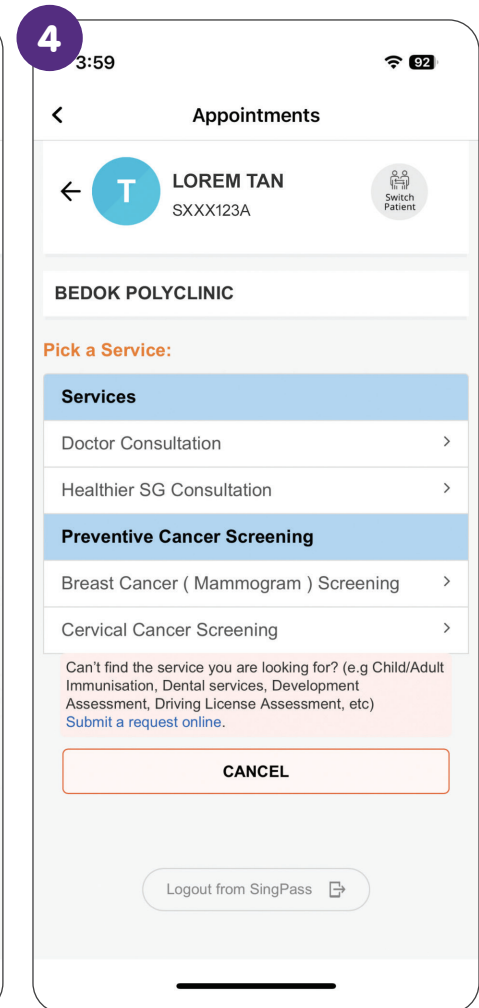 4
3:59
92
Appointments
T
LOREM TAN
SXXX123A
Switch
Patient
BEDOK POLYCLINIC
Pick a Service:
Services
Doctor Consultation
Healthier SG Consultation
Preventive Cancer Screening
Breast Cancer ( Mammogram ) Screening
Cervical Cancer Screening
Can't find the service you are looking for? (e.g Child/Adult
Immunisation, Dental services, Development
Assessment, Driving License Assessment, etc)
Submit a request online.
CANCEL
Logout from SingPass